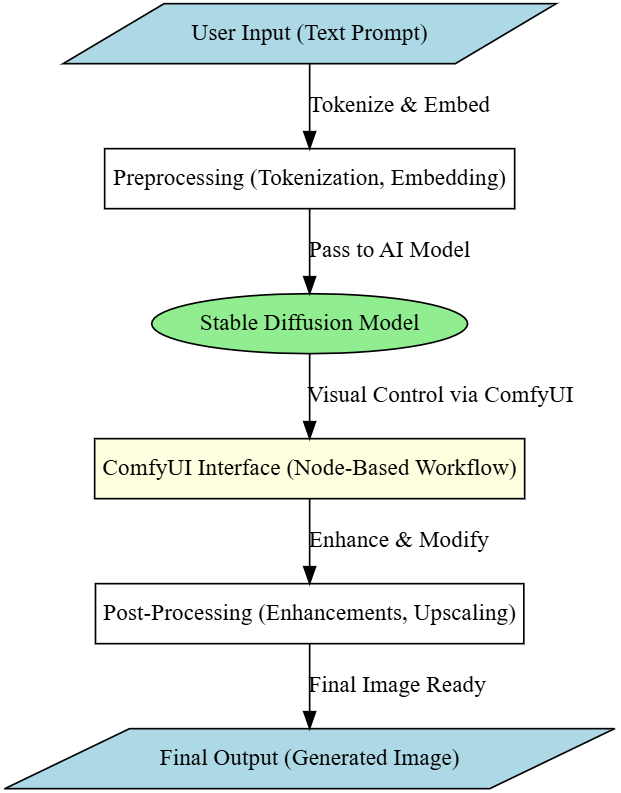 User Input (Text Prompt)
Tokenize & Embed
Preprocessing (Tokenization, Embedding)
Pass to AI Model
Stable Diffusion Model
Visual Control via ComfyUI
ComfyUI Interface (Node-Based Workflow)
Enhance & Modify
Post-Processing (Enhancements, Upscaling)
Final Image Ready
Final Output (Generated Image)